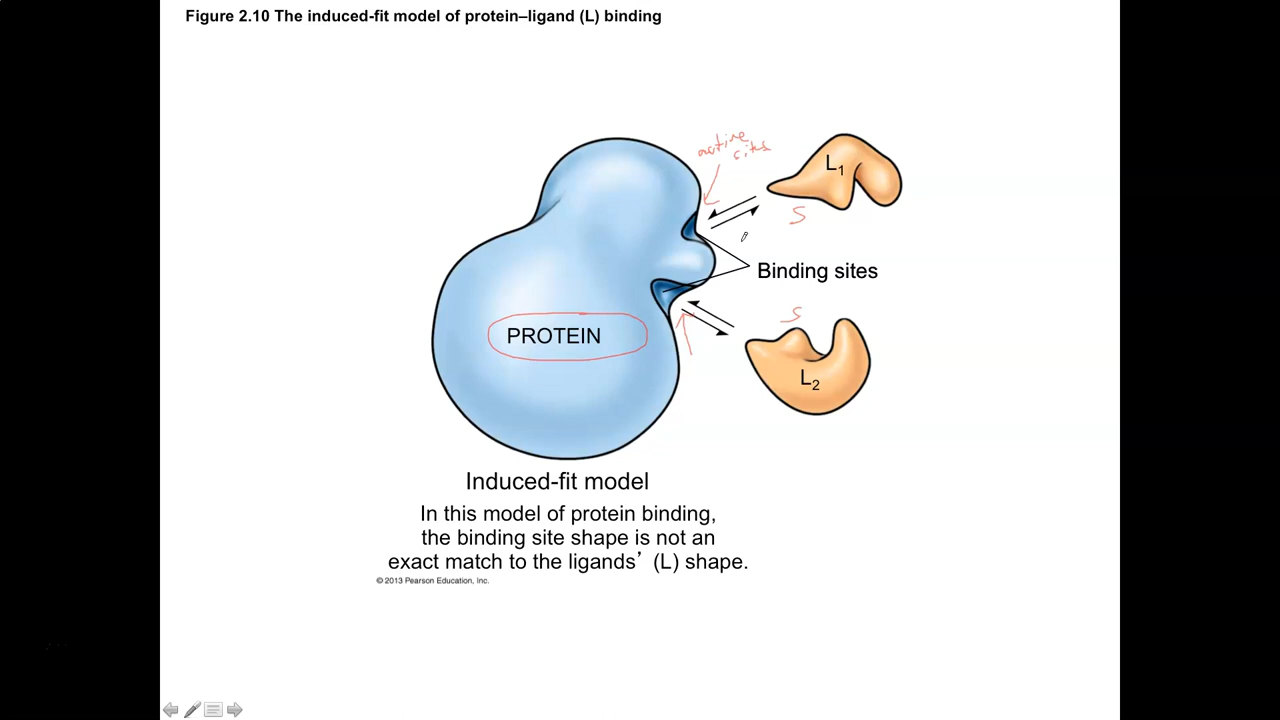 Figure 2.10 The induced-fit model of protein–ligand (L) binding
active
sites
L1
S
Binding sites
S
PROTEIN
L2
Induced-fit model
In this model of protein binding,
the binding site shape is not an
exact match to the ligands’ (L) shape.
© 2013 Pearson Education, Inc.